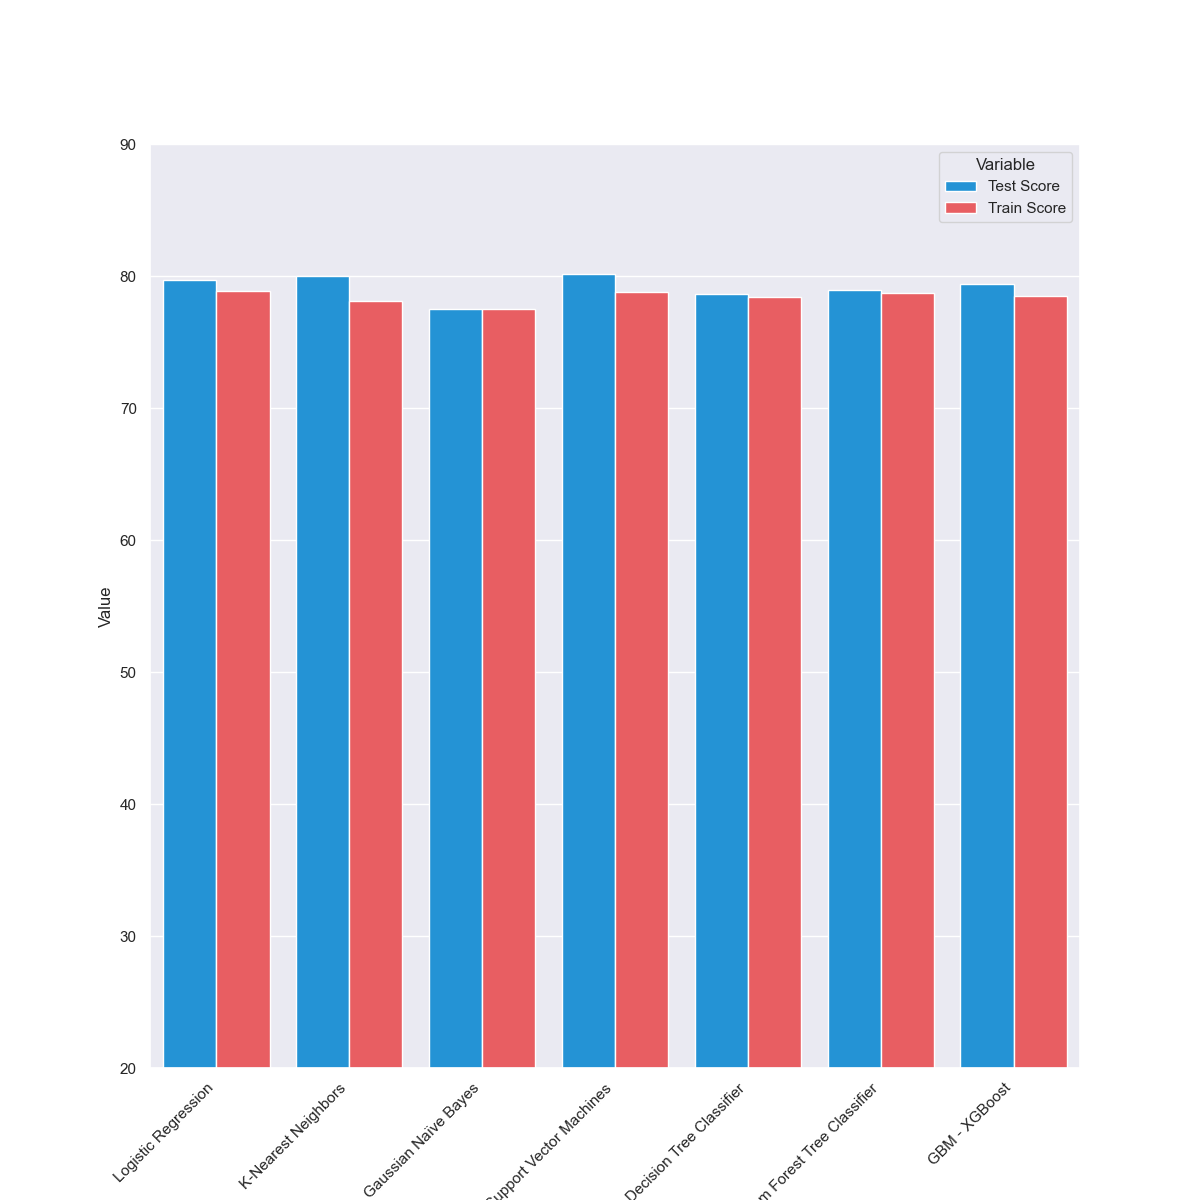 90
80
70
60
50
40
30
20
Value
Variable
Test Score
Train Score
Logistic Regression
K-Nearest Neighbors
Gaussian Naïve Bayes
Support Vector Machines
Decision Tree Classifier
Forest Tree Classifier
GBM - XGBoost